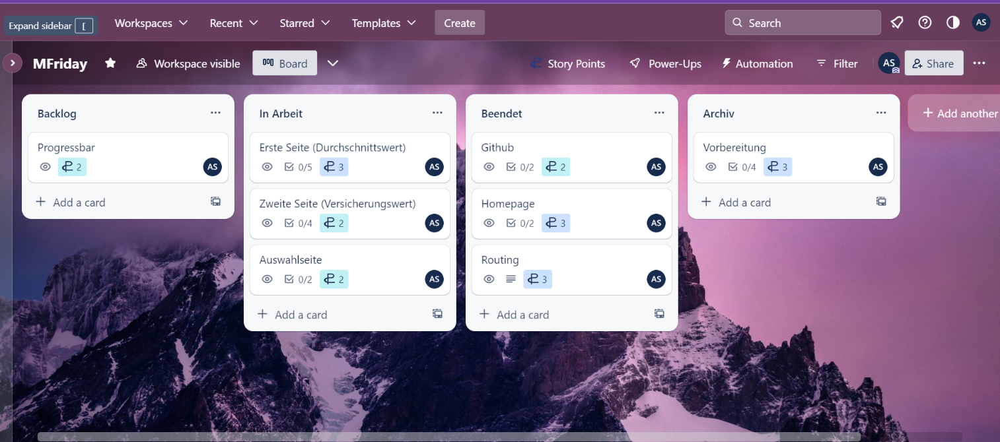 Expand sidebar [
Workspaces Recent Starred Templates Create Search AS
MFriday Workspace visible Board Story Points Power-Ups Automation Filter AS Share
Backlog
Progressbar
2 AS
Add a card
In Arbeit
Erste Seite (Durchschnittswert)
0/5 3 AS
Zweite Seite (Versicherungswert)
0/4 2 AS
Auswahlseite
0/2 2 AS
Add a card
Beendet
Github
0/2 2 AS
Homepage
0/2 3 AS
Routing
3 AS
Add a card
Archiv
Vorbereitung
0/4 3 AS
Add a card
Add another